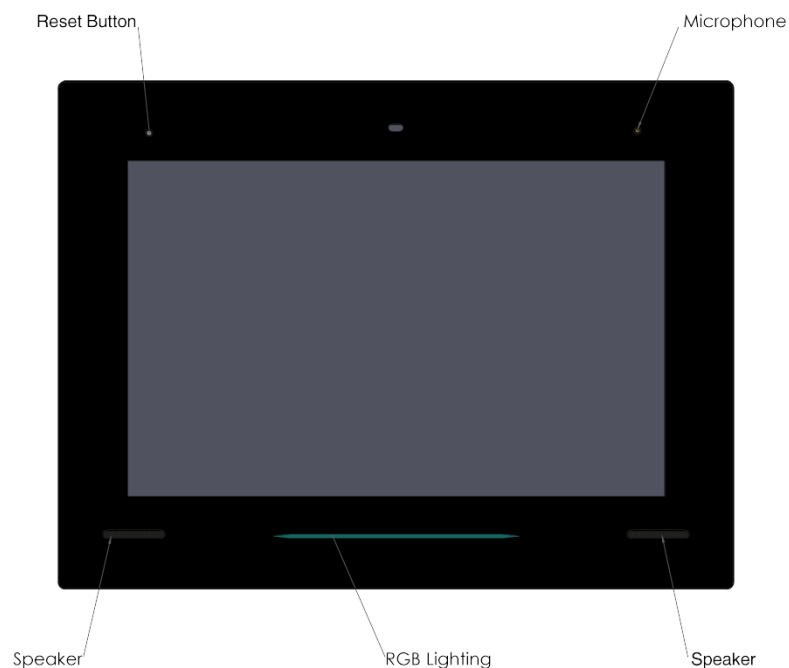 Reset Button
Microphone
Speaker
RGB Lighting
Speaker